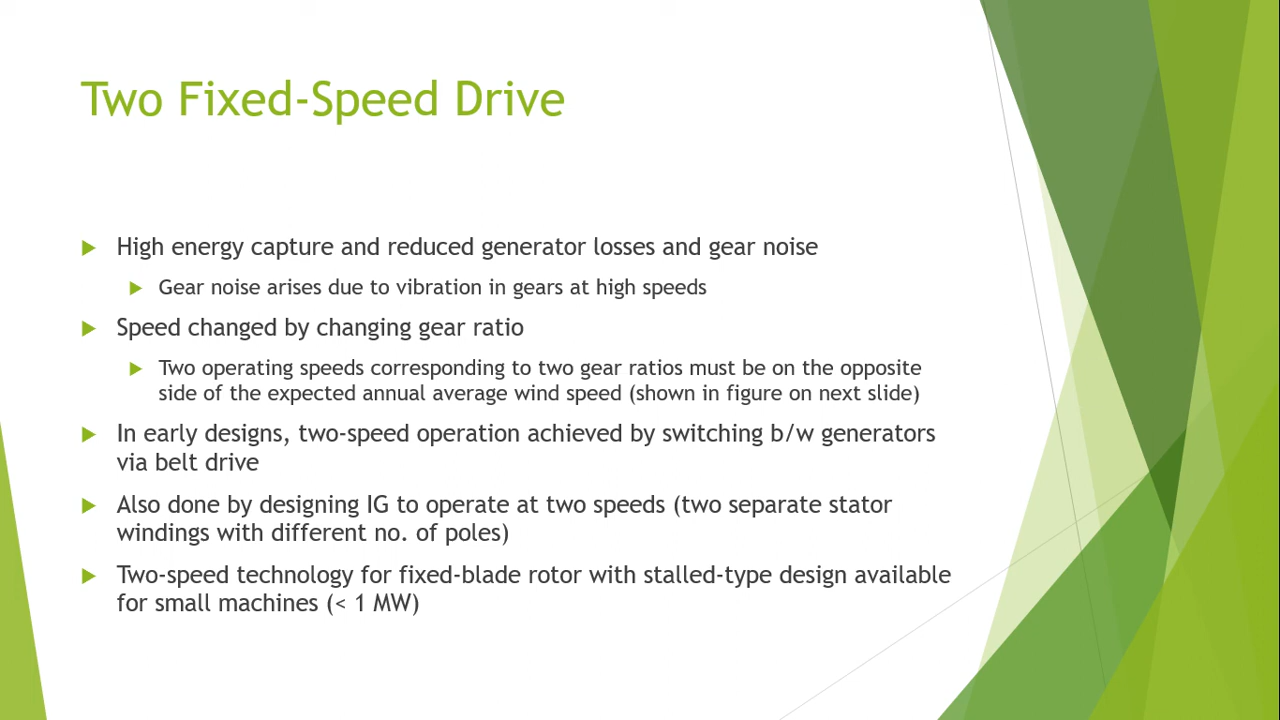 Two Fixed-Speed Drive
High energy capture and reduced generator losses and gear noise
Gear noise arises due to vibration in gears at high speeds
Speed changed by changing gear ratio
Two operating speeds corresponding to two gear ratios must be on the opposite
side of the expected annual average wind speed (shown in figure on next slide)
In early designs, two-speed operation achieved by switching b/w generators
via belt drive
Also done by designing IG to operate at two speeds (two separate stator
windings with different no. of poles)
Two-speed technology for fixed-blade rotor with stalled-type design available
for small machines (< 1 MW)